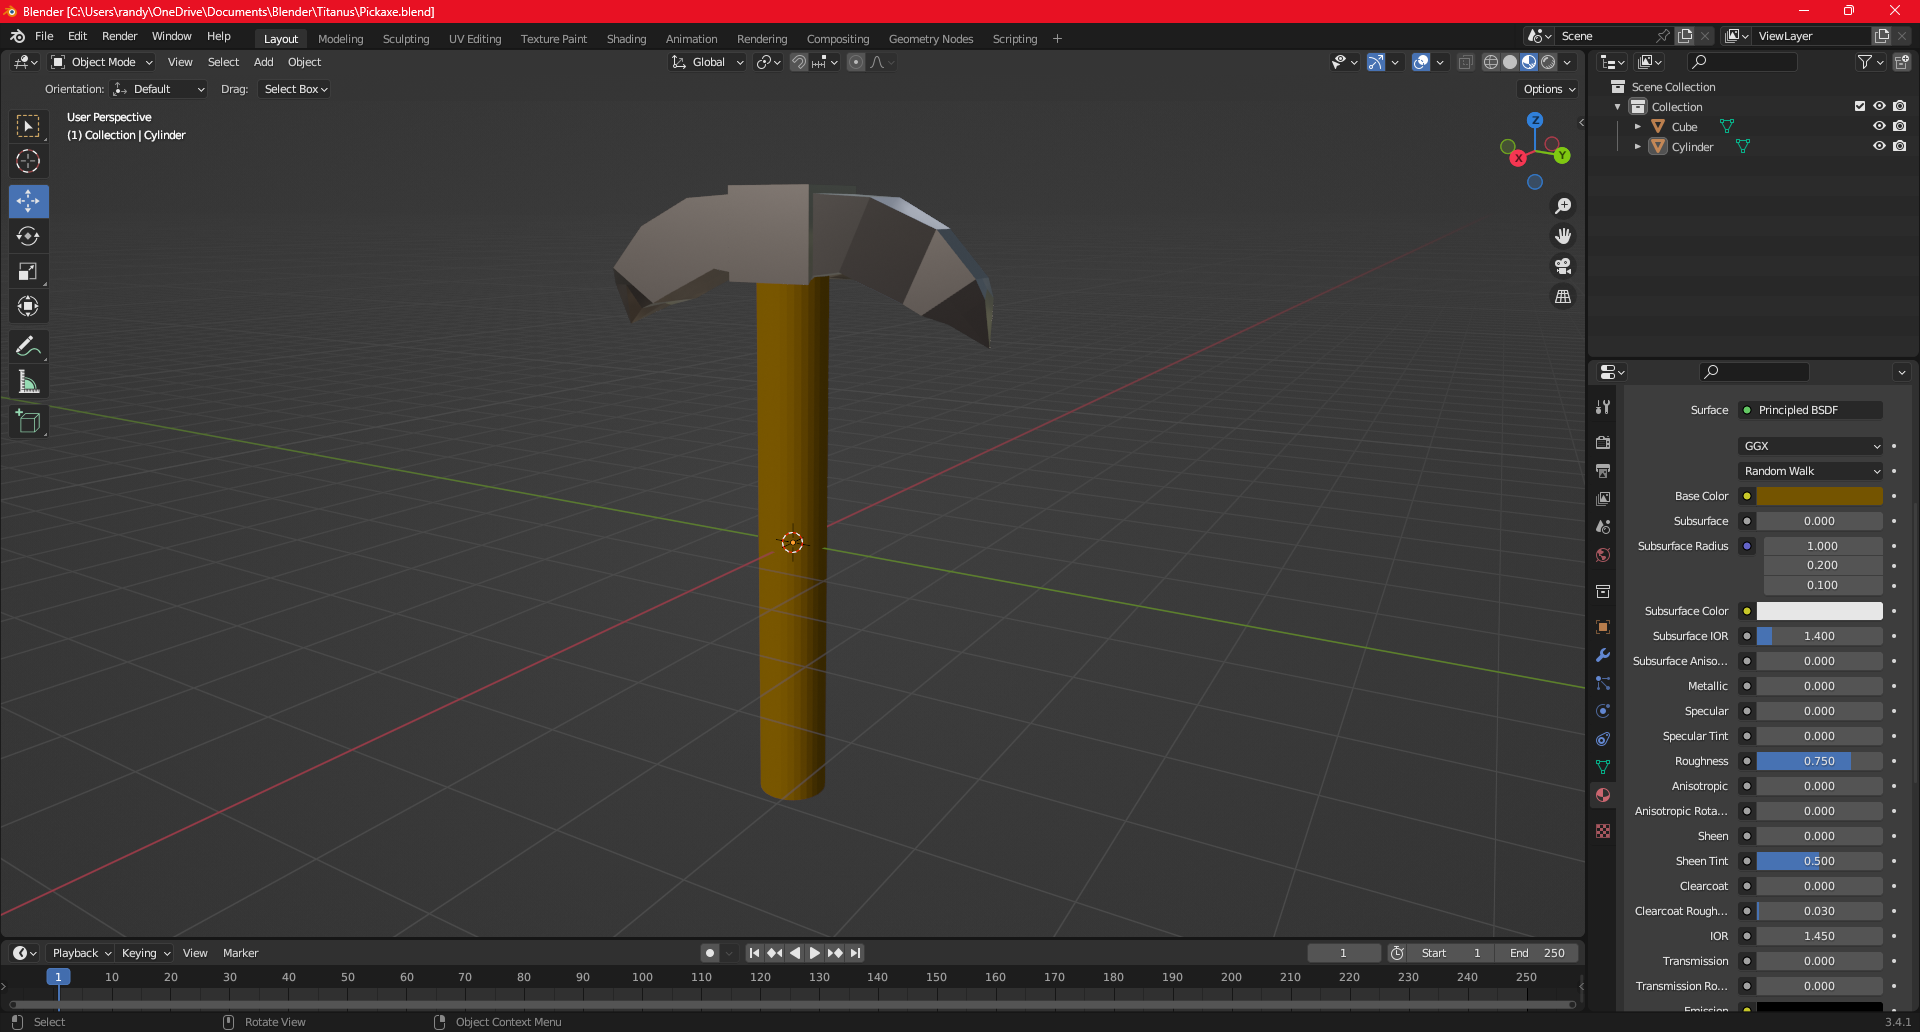 Blender [C:\Users\randy\OneDrive\Documents\Blender\Titanus\Pickaxe.blend]
File Edit Render Window Help Layout Modeling Sculpting UV Editing Texture Paint Shading Animation Rendering Compositing Geometry Nodes Scripting + Scene ViewLayer
Object Mode View Select Add Object Global
Orientation: Default Drag: Select Box Options
User Perspective
(1) Collection | Cylinder
Z
X
Y
Scene Collection
Collection
Cube
Cylinder
Surface Principled BSDF
GGX
Random Walk
Base Color
Subsurface 0.000
Subsurface Radius 1.000
0.200
0.100
Subsurface Color
Subsurface IOR 1.400
Subsurface Aniso... 0.000
Metallic 0.000
Specular 0.000
Specular Tint 0.000
Roughness 0.750
Anisotropic 0.000
Anisotropic Rota... 0.000
Sheen 0.000
Sheen Tint 0.500
Clearcoat 0.000
Clearcoat Rough... 0.030
IOR 1.450
Transmission 0.000
Transmission Ro... 0.000
Emission
Playback Keying View Marker 1 Start 1 End 250
1 10 20 30 40 50 60 70 80 90 100 110 120 130 140 150 160 170 180 190 200 210 220 230 240 250
Select Rotate View Object Context Menu 3.4.1